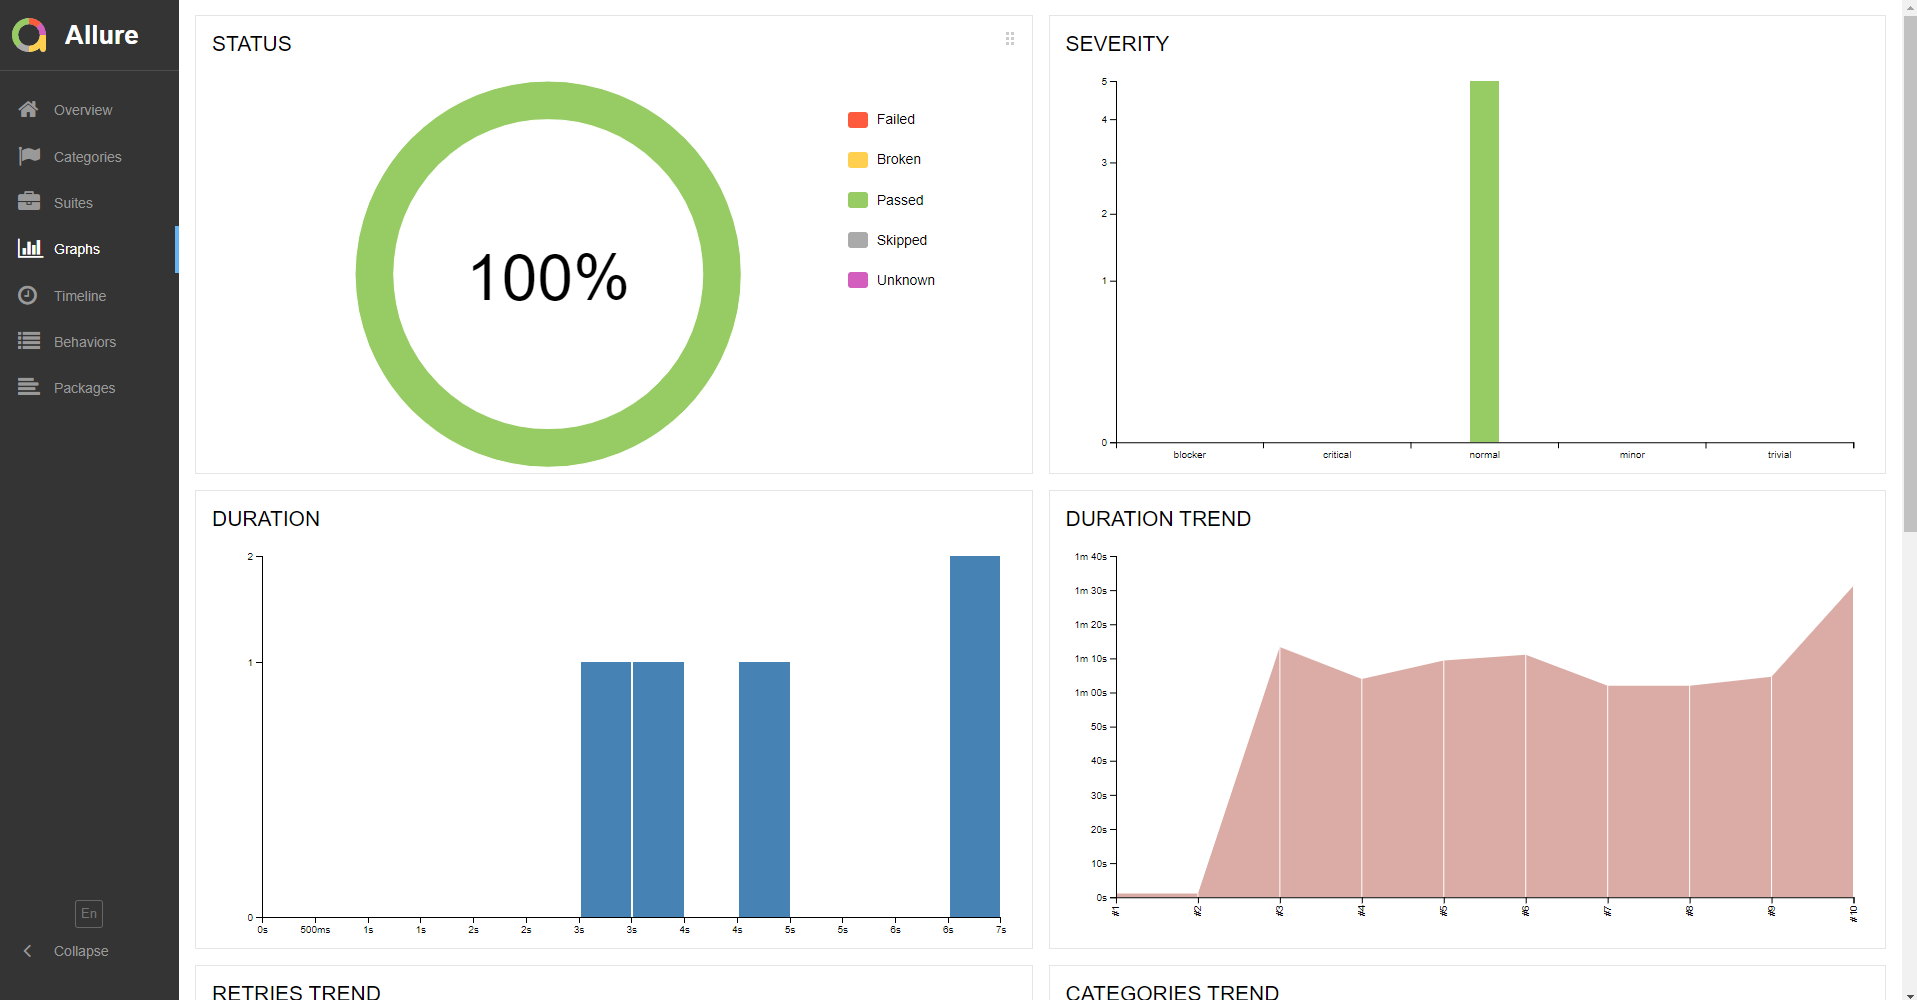 Allure
Overview
Categories
Suites
Graphs
Timeline
Behaviors
Packages
En
Collapse
STATUS
100%
Failed
Broken
Passed
Skipped
Unknown
SEVERITY
5
4
3
2
1
0
blocker critical normal minor trivial
DURATION
2
1
0
0s 500ms 1s 1s 2s 2s 3s 3s 4s 4s 5s 5s 6s 6s 7s
DURATION TREND
1m 40s
1m 30s
1m 20s
1m 10s
1m 00s
50s
40s
30s
20s
10s
0s
#1 #2 #3 #4 #5 #6 #7 #8 #9 #10
RETRIES TREND
CATEGORIES TREND